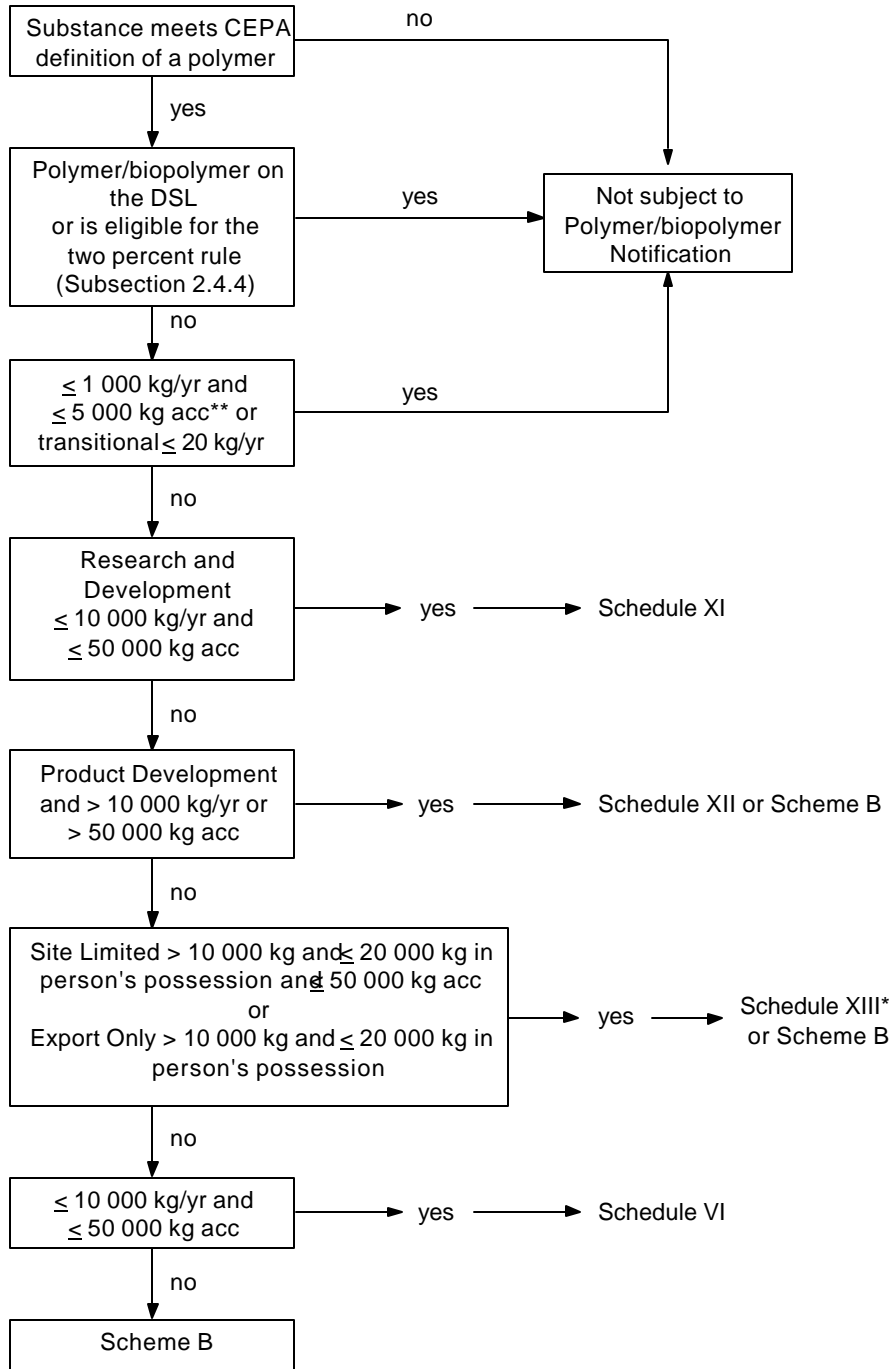 Substance meets CEPA
definition of a polymer
no
yes
Polymer/biopolymer on
the DSL
or is eligible for the
two percent rule
(Subsection 2.4.4)
yes
Not subject to
Polymer/biopolymer
Notification
no
≤ 1 000 kg/yr and
≤ 5 000 kg acc** or
transitional ≤ 20 kg/yr
yes
no
Research and
Development
≤ 10 000 kg/yr and
≤ 50 000 kg acc
yes
Schedule XI
no
Product Development
and > 10 000 kg/yr or
> 50 000 kg acc
yes
Schedule XII or Scheme B
no
Site Limited > 10 000 kg and ≤ 20 000 kg in
person's possession and ≤ 50 000 kg acc
or
Export Only > 10 000 kg and ≤ 20 000 kg in
person's possession
yes
Schedule XIII*
or Scheme B
no
≤ 10 000 kg/yr and
≤ 50 000 kg acc
yes
Schedule VI
no
Scheme B